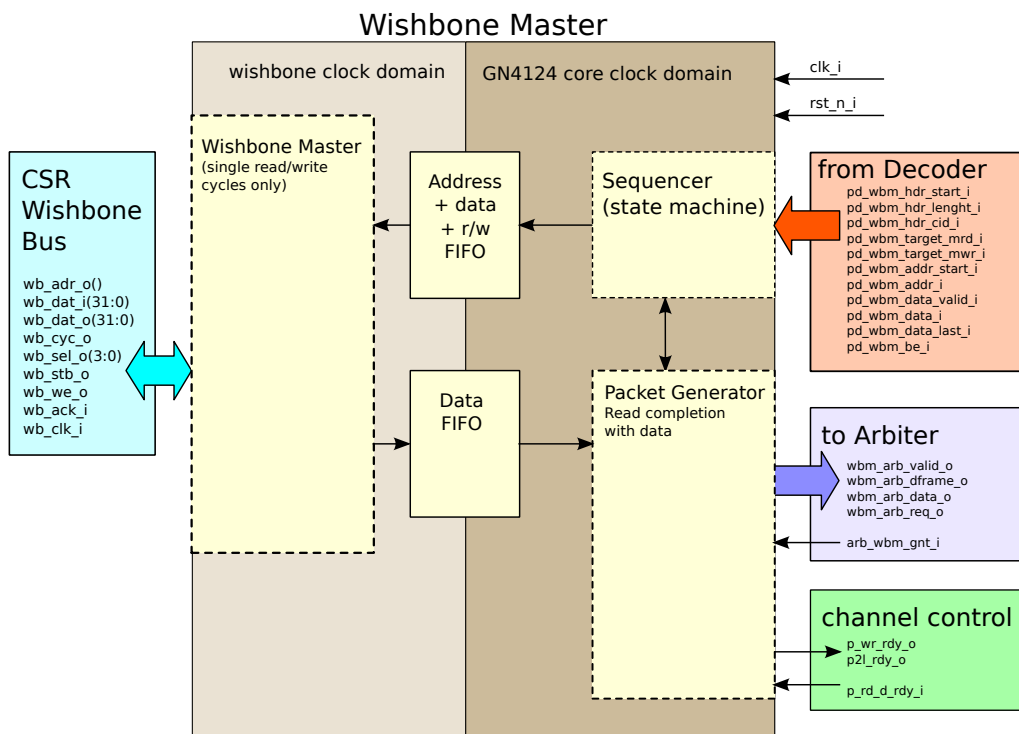 Wishbone Master
wishbone clock domain
GN4124 core clock domain
clk_i
rst_n_i
CSR
Wishbone
Bus
wb_adr_o()
wb_dat_i(31:0)
wb_dat_o(31:0)
wb_cyc_o
wb_sel_o(3:0)
wb_stb_o
wb_we_o
wb_ack_i
wb_clk_i
Wishbone Master
(single read/write
cycles only)
Address
+ data
+ r/w
FIFO
Sequencer
(state machine)
from Decoder
pd_wbm_hdr_start_i
pd_wbm_hdr_lenght_i
pd_wbm_hdr_cid_i
pd_wbm_target_mrd_i
pd_wbm_target_mwr_i
pd_wbm_addr_start_i
pd_wbm_addr_i
pd_wbm_data_valid_i
pd_wbm_data_i
pd_wbm_data_last_i
pd_wbm_be_i
Data
FIFO
Packet Generator
Read completion
with data
to Arbiter
wbm_arb_valid_o
wbm_arb_dframe_o
wbm_arb_data_o
wbm_arb_req_o
arb_wbm_gnt_i
channel control
p_wr_rdy_o
p2l_rdy_o
p_rd_d_rdy_i